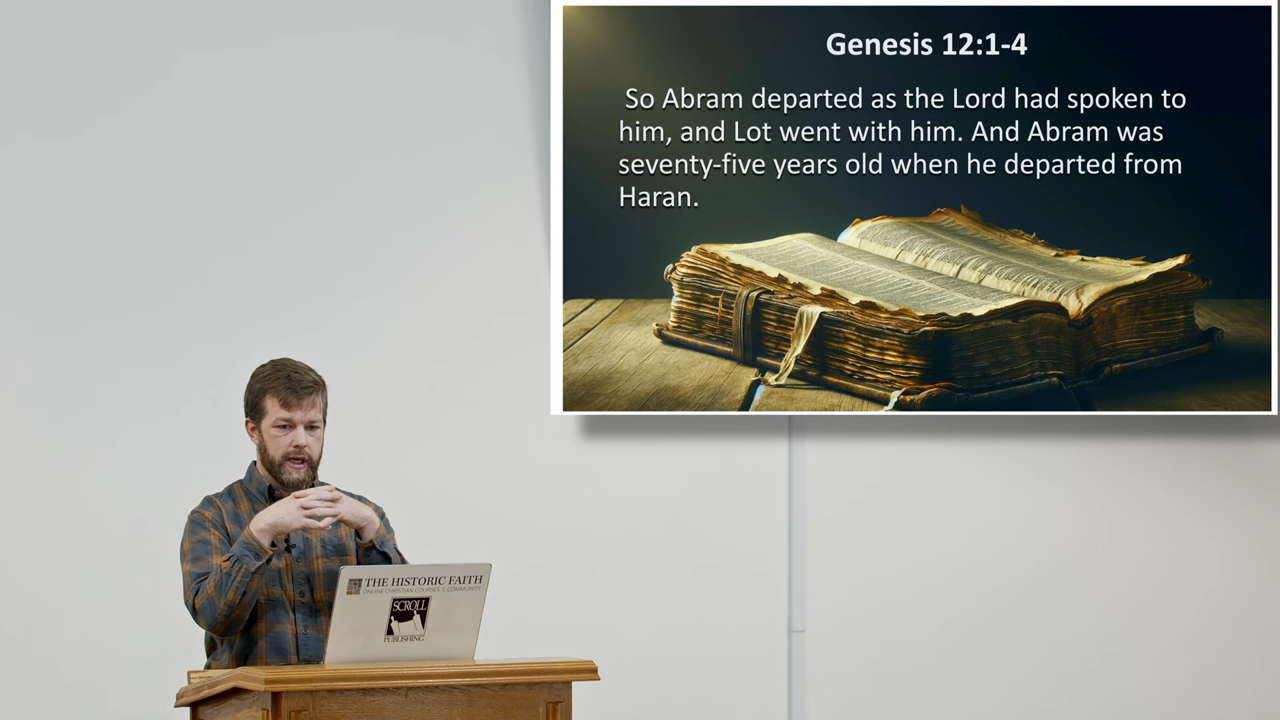 Genesis 12:1-4
So Abram departed as the Lord had spoken to
him, and Lot went with him. And Abram was
seventy-five years old when he departed from
Haran.
THE HISTORIC FAITH
ONLINE CHRISTIAN COURSES & COMMUNITY
SCROLL
PUBLISHING